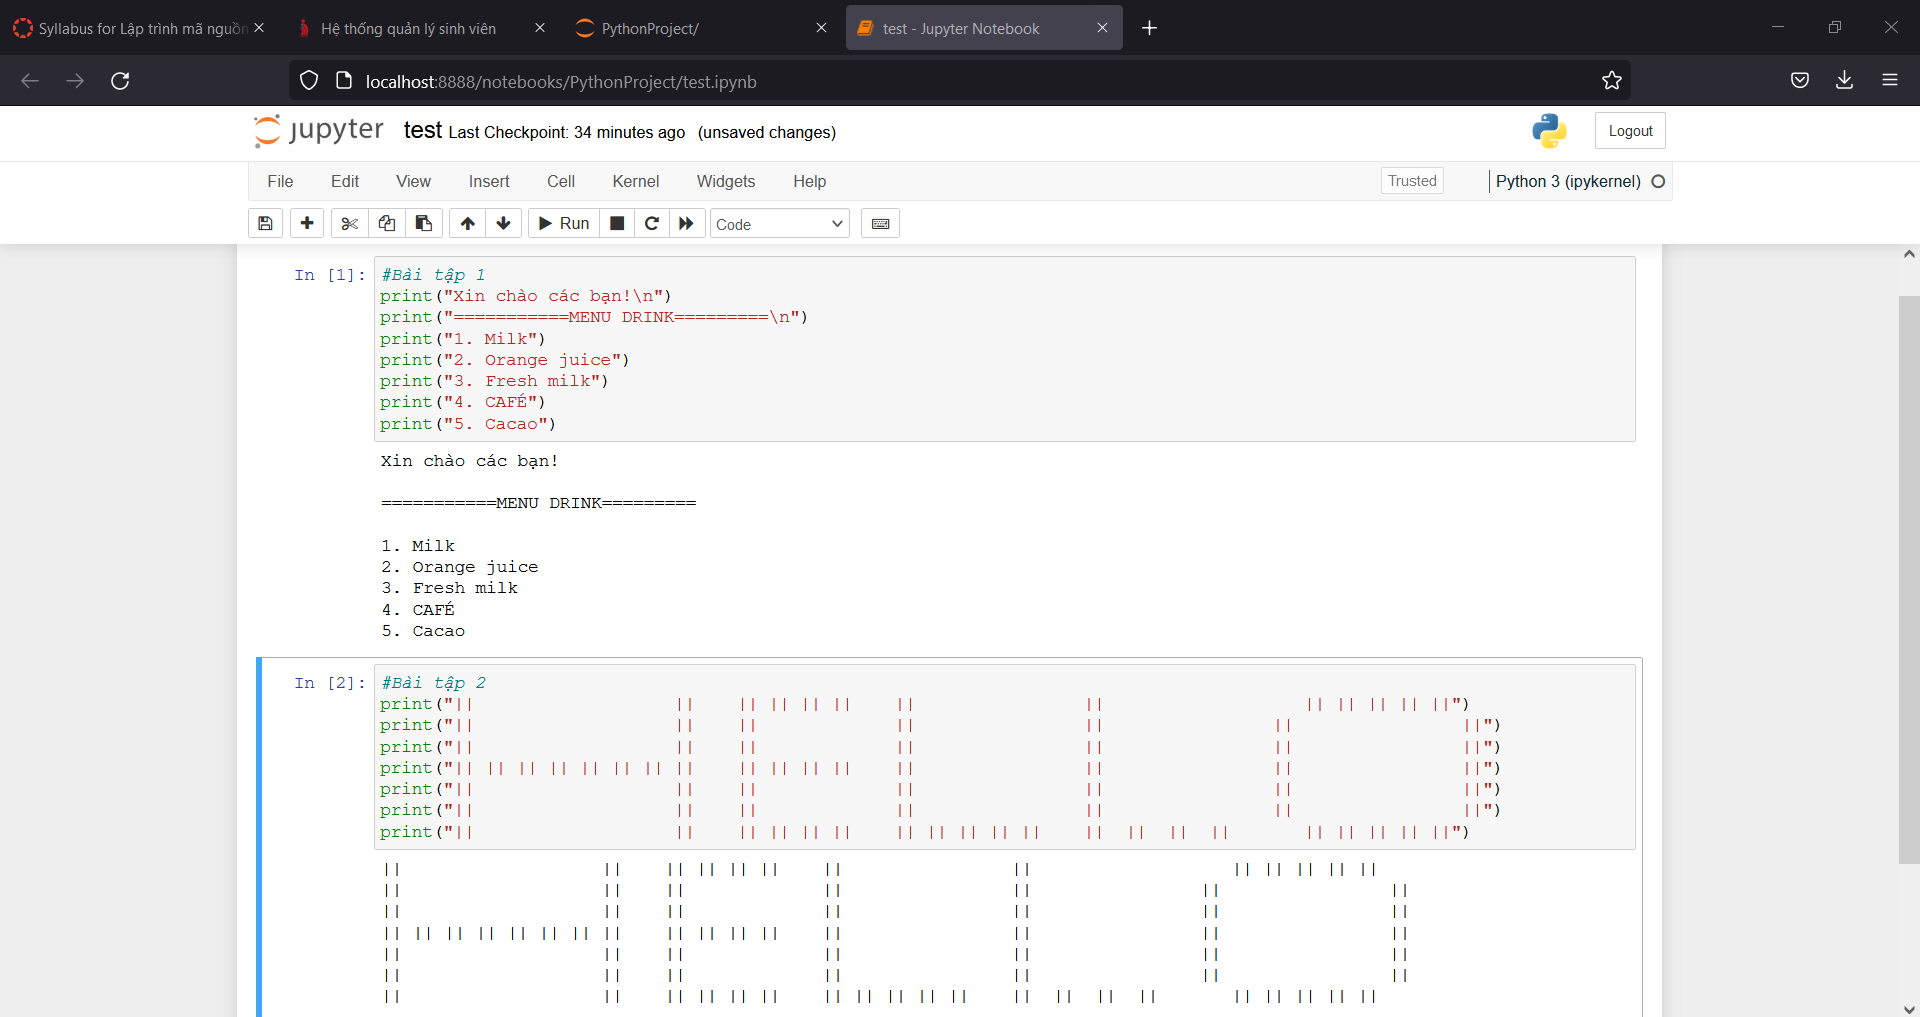 Syllabus for Lập trình mã nguồn
Hệ thống quản lý sinh viên
PythonProject/
test - Jupyter Notebook
localhost:8888/notebooks/PythonProject/test.ipynb
jupyter test Last Checkpoint: 34 minutes ago (unsaved changes)
Logout
File Edit View Insert Cell Kernel Widgets Help
Trusted
Python 3 (ipykernel)
Run
Code
In [1]:
#Bài tập 1
print("Xin chào các bạn!\n")
print("===========MENU DRINK=========\n")
print("1. Milk")
print("2. Orange juice")
print("3. Fresh milk")
print("4. CAFÉ")
print("5. Cacao")
Xin chào các bạn!
===========MENU DRINK=========
1. Milk
2. Orange juice
3. Fresh milk
4. CAFÉ
5. Cacao
In [2]:
#Bài tập 2
print("||                   ||    || || || ||    ||                ||                   || || || || ||")
print("||                   ||    ||             ||                ||                ||                ||")
print("||                   ||    ||             ||                ||                ||                ||")
print("|| || || || || || || ||    || || || ||    ||                ||                ||                ||")
print("||                   ||    ||             ||                ||                ||                ||")
print("||                   ||    ||             ||                ||                ||                ||")
print("||                   ||    || || || ||    || || || || ||    ||  ||  ||  ||       || || || || ||")
||                   ||    || || || ||    ||                ||                   || || || || ||
||                   ||    ||             ||                ||                ||                ||
||                   ||    ||             ||                ||                ||                ||
|| || || || || || || ||    || || || ||    ||                ||                ||                ||
||                   ||    ||             ||                ||                ||                ||
||                   ||    ||             ||                ||                ||                ||
||                   ||    || || || ||    || || || || ||    ||  ||  ||  ||       || || || || ||